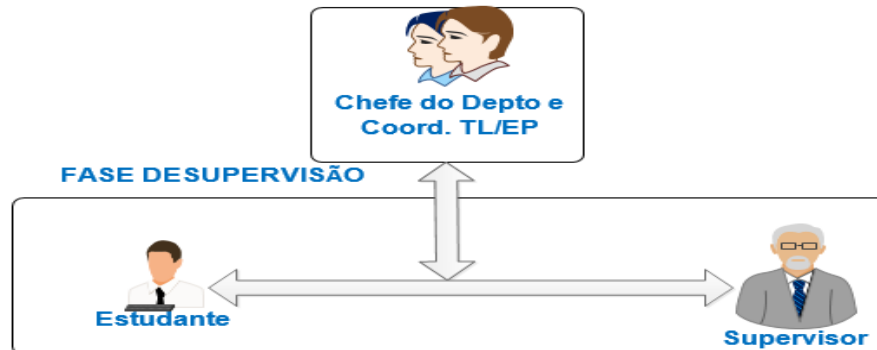 Chefe do Depto e
Coord. TL/EP
FASE DESUPERVISÃO
Estudante
Supervisor